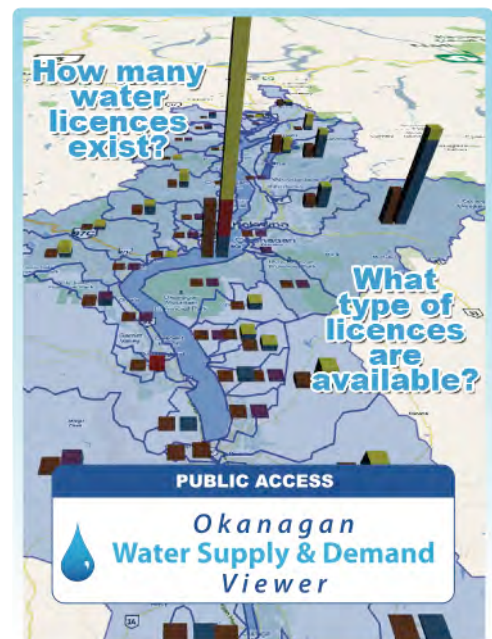 How many
water
licences
exist?
What
type of
licences
are
available?
PUBLIC ACCESS
Okanagan
Water Supply & Demand
Viewer